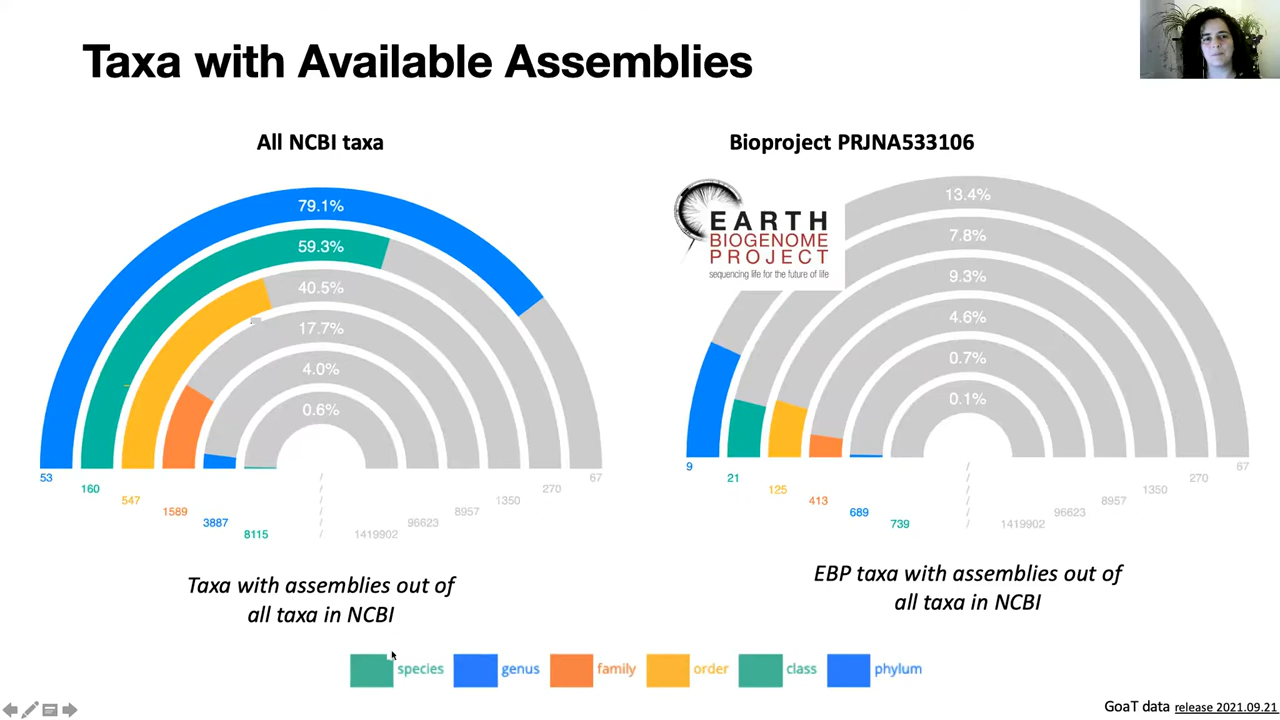 Taxa with Available Assemblies
All NCBI taxa
79.1%
59.3%
40.5%
17.7%
4.0%
0.6%
53
160
547
1589
3887
8115
1419902
96623
8957
1350
270
67
Taxa with assemblies out of
all taxa in NCBI
Bioproject PRJNA533106
EARTH
BIOGENOME
PROJECT
sequencing life for the future of life
13.4%
7.8%
9.3%
4.6%
0.7%
0.1%
9
21
125
413
689
739
1419902
96623
8957
1350
270
67
EBP taxa with assemblies out of
all taxa in NCBI
species genus family order class phylum
GoaT data release 2021.09.21